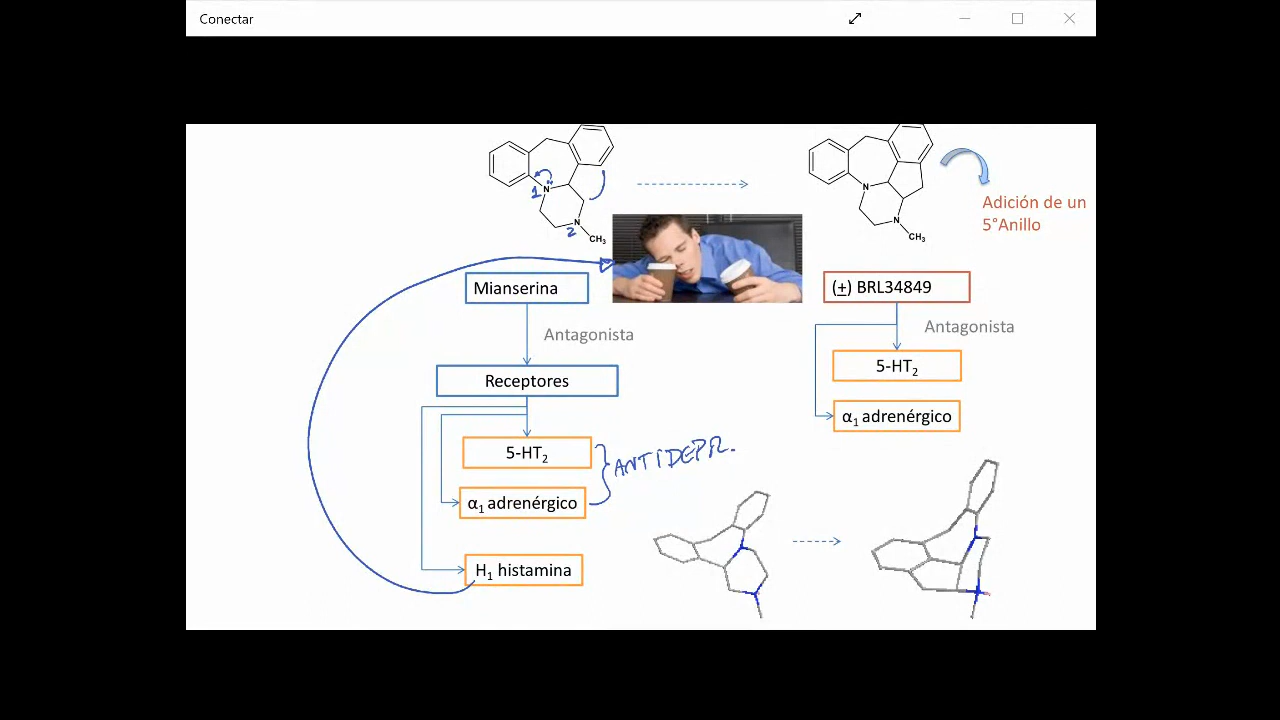 Conectar
N
1
N
2
CH3
N
N
CH3
Adición de un
5°Anillo
Mianserina
(±) BRL34849
Antagonista
Antagonista
Receptores
5-HT2
α1 adrenérgico
5-HT2
α1 adrenérgico
H1 histamina
ANTIDEPR.